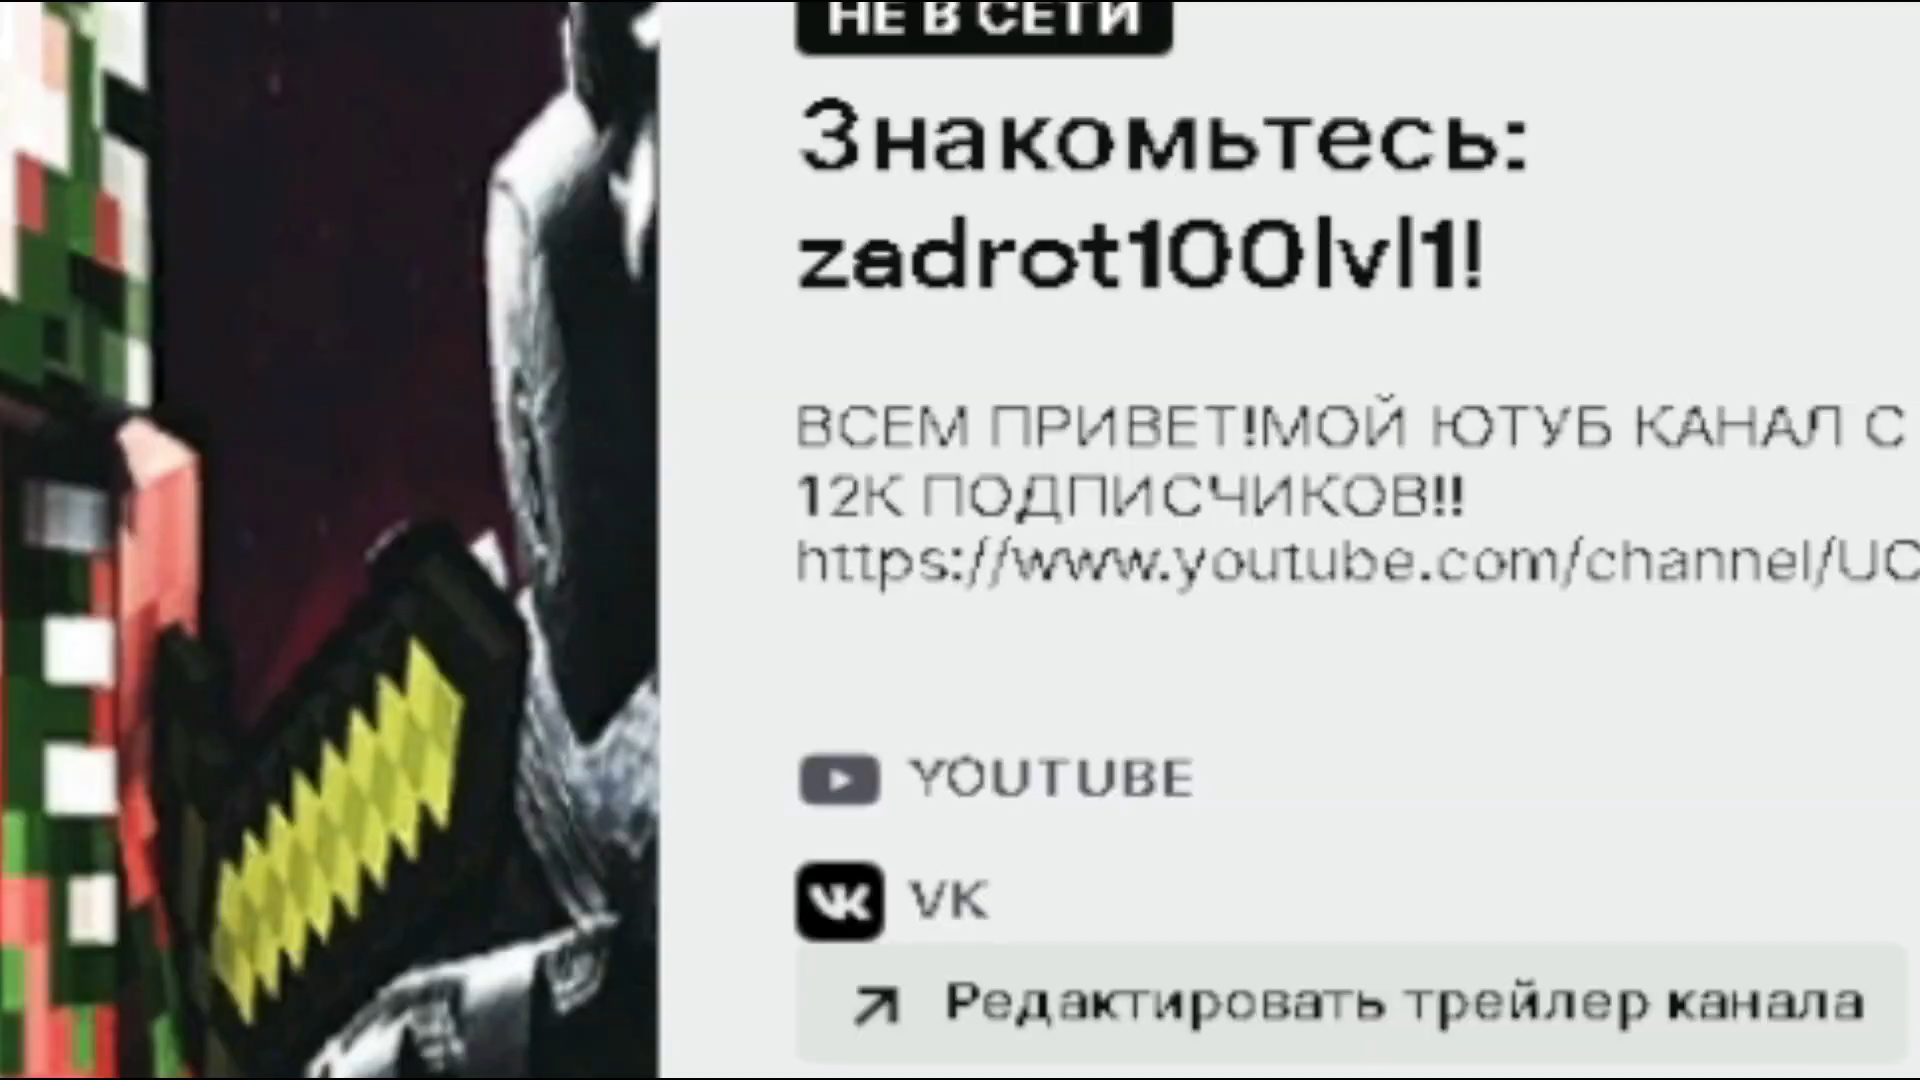 НЕ В СЕТИ
Знакомьтесь:
zadrot100lvl1!
ВСЕМ ПРИВЕТ!МОЙ ЮТУБ КАНАЛ С
12К ПОДПИСЧИКОВ!!
https://www.youtube.com/channel/UC
YOUTUBE
VK
Редактировать трейлер канала